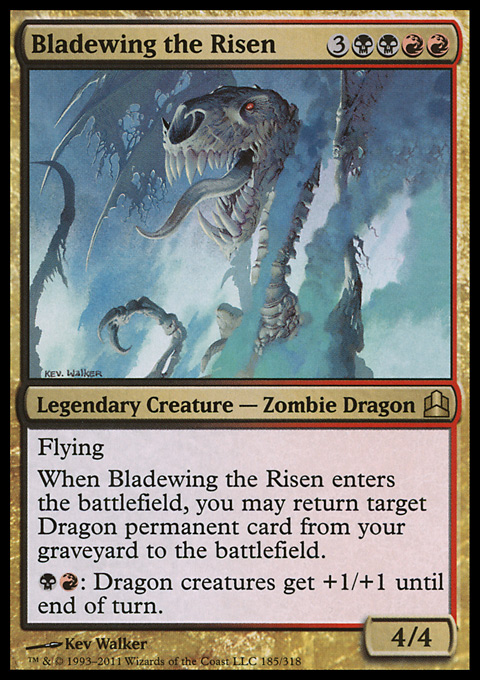 Bladewing the Risen 3
KEV. WALKER
Legendary Creature — Zombie Dragon
Flying
When Bladewing the Risen enters
the battlefield, you may return target
Dragon permanent card from your
graveyard to the battlefield.
: Dragon creatures get +1/+1 until
end of turn.
Kev Walker
4/4
™ & © 1993–2011 Wizards of the Coast LLC 185/318